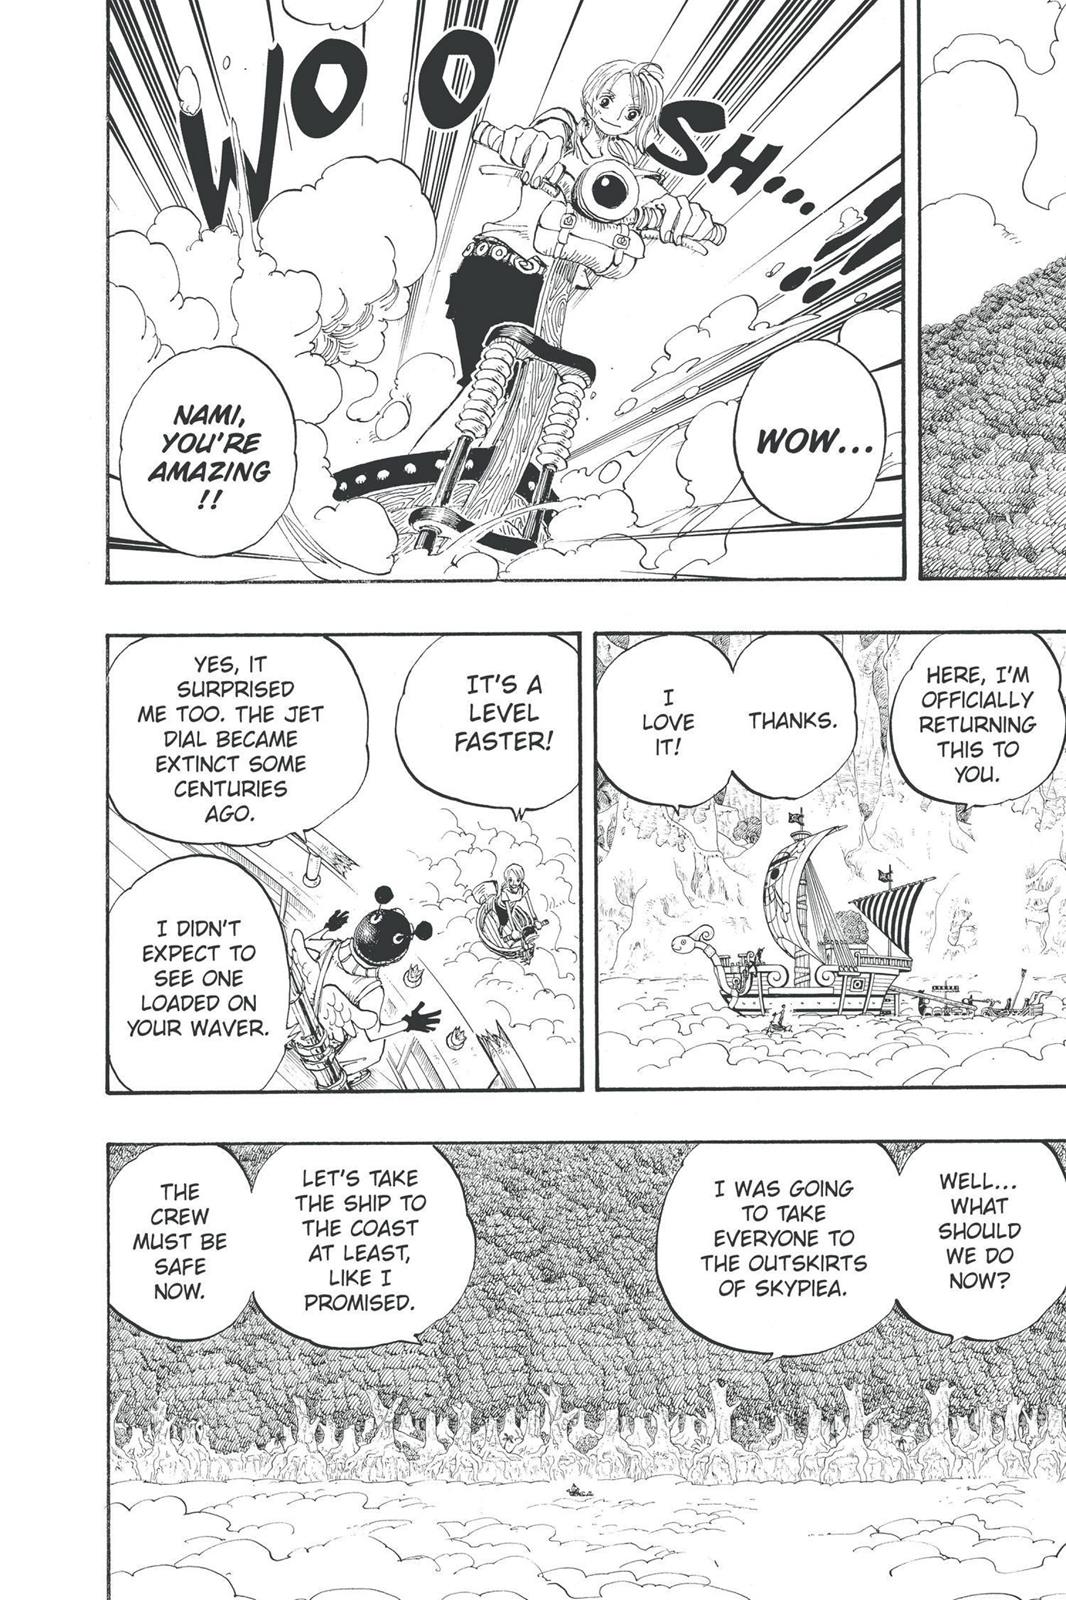 WOOOSH...!!
WOW...
NAMI,
YOU'RE
AMAZING
!!
HERE, I'M
OFFICIALLY
RETURNING
THIS TO
YOU.
THANKS.
I
LOVE
IT!
IT'S A
LEVEL
FASTER!
YES, IT
SURPRISED
ME TOO. THE JET
DIAL BECAME
EXTINCT SOME
CENTURIES
AGO.
I DIDN'T
EXPECT TO
SEE ONE
LOADED ON
YOUR WAVER.
WELL...
WHAT
SHOULD
WE DO
NOW?
I WAS GOING
TO TAKE
EVERYONE TO
THE OUTSKIRTS
OF SKYPIEA.
LET'S TAKE
THE SHIP TO
THE COAST
AT LEAST,
LIKE I
PROMISED.
THE
CREW
MUST BE
SAFE
NOW.